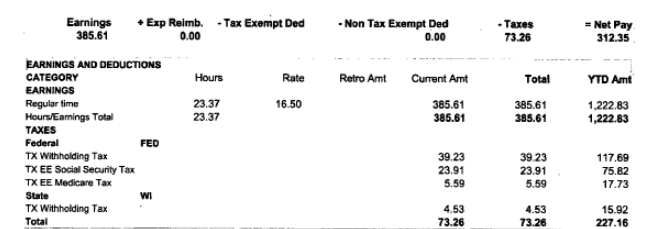 Earnings + Exp Reimb. - Tax Exempt Ded - Non Tax Exempt Ded - Taxes = Net Pay
385.61 0.00 0.00 73.26 312.35
EARNINGS AND DEDUCTIONS
CATEGORY Hours Rate Retro Amt Current Amt Total YTD Amt
EARNINGS
Regular time 23.37 16.50 385.61 385.61 1,222.83
Hours/Earnings Total 23.37 385.61 385.61 1,222.83
TAXES
Federal FED
TX Withholding Tax 39.23 39.23 117.69
TX EE Social Security Tax 23.91 23.91 75.82
TX EE Medicare Tax 5.59 5.59 17.73
State WI
TX Withholding Tax 4.53 4.53 15.92
Total 73.26 73.26 227.16